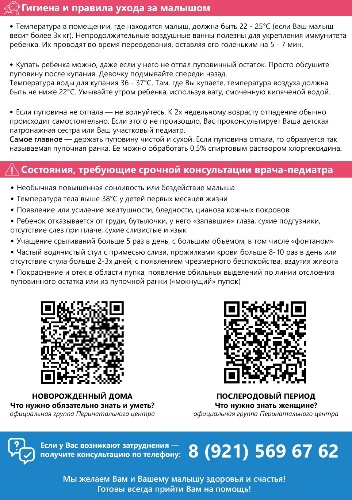 Гигиена и правила ухода за малышом
• Температура в помещении, где находится малыш, должна быть 22 - 25°С (если Ваш малыш
весит более 3х кг). Непродолжительные воздушные ванны полезны для укрепления иммунитета
ребенка. Их проводят во время переодевания, оставляя его голеньким на 5 – 7 мин.
• Купать ребенка можно, даже если у него не отпал пуповинный остаток. Просто обсушите
пуповину после купания. Девочку подмывайте спереди назад.
Температура воды для купания 36 – 37°С. Там, где Вы купаете, температура воздуха должна
быть не ниже 22°С. Умывайте утром ребенка, используя вату, смоченную кипяченой водой.
• Если пуповина не отпала — не волнуйтесь. К 2х недельному возрасту отпадение обычно
происходит самостоятельно. Если этого не произошло, Вас проконсультирует Ваша детская
патронажная сестра или Ваш участковый педиатр.
Самое главное — держать пуповину чистой и сухой. Если пуповина отпала, то образуется так
называемая пупочная ранка. Ее можно обработать 0,5% спиртовым раствором хлоргексидина.
Состояния, требующие срочной консультации врача-педиатра
• Необычная повышенная сонливость или бездействие малыша
• Температура тела выше 38°С у детей первых месяцев жизни
• Появление или усиление желтушности, бледности, цианоза кожных покровов
• Ребенок отказывается от груди, бутылочки, у него «запавшие» глаза, сухие подгузники,
отсутствие слез при плаче, сухие слизистые и язык
• Учащение срыгиваний больше 5 раз в день, с большим объемом, в том числе «фонтаном»
• Частый водянистый стул с примесью слизи, прожилками крови больше 8-10 раз в день или
отсутствие стула больше 2-3х дней, с появлением чрезмерного беспокойства, вздутия живота
• Покраснение и отек в области пупка, появление обильных выделений по линии отслоения
пуповинного остатка или из пупочной ранки («мокнущий» пупок)
НОВОРОЖДЕННЫЙ ДОМА
Что нужно обязательно знать и уметь?
официальная группа Перинатального центра
ПОСЛЕРОДОВЫЙ ПЕРИОД
Что нужно знать женщине?
официальная группа Перинатального центра
Если у Вас возникают затруднения —
получите консультацию по телефону:
8 (921) 569 67 62
Мы желаем Вам и Вашему малышу здоровья и счастья!
Готовы всегда прийти Вам на помощь!